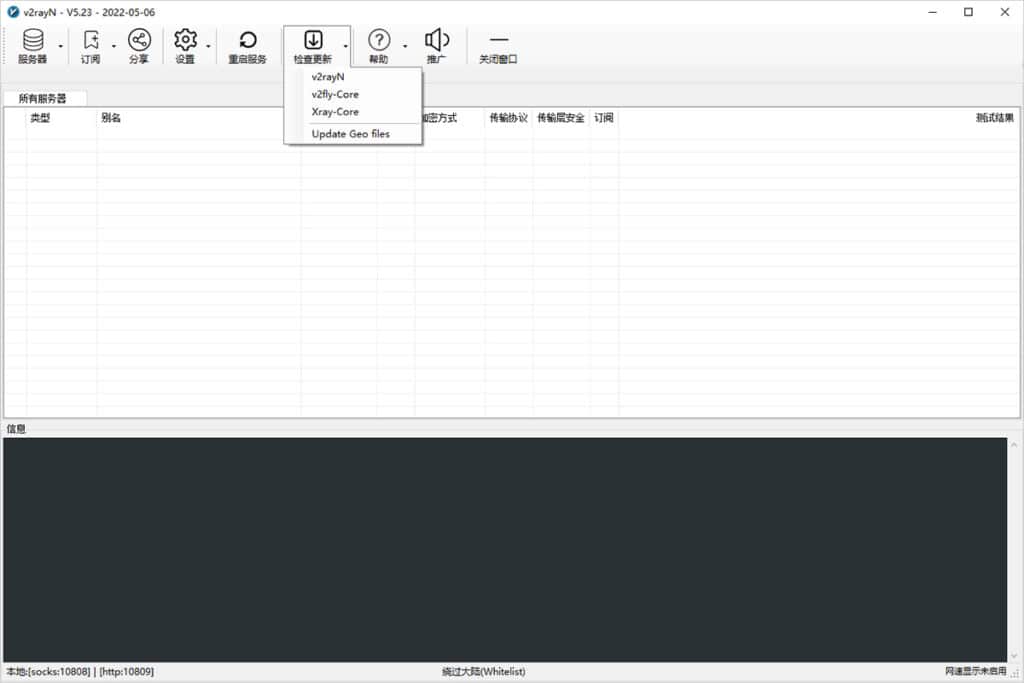 v2rayN - V5.23 - 2022-05-06
服务器 订阅 分享 设置 重启服务 检查更新 帮助 推广 关闭窗口
v2rayN
v2fly-Core
Xray-Core
Update Geo files
所有服务器
类型 别名 密方式 传输协议 传输层安全 订阅 测试结果
信息
本地:[socks:10808] | [http:10809] 绕过大陆(Whitelist) 网速显示未启用